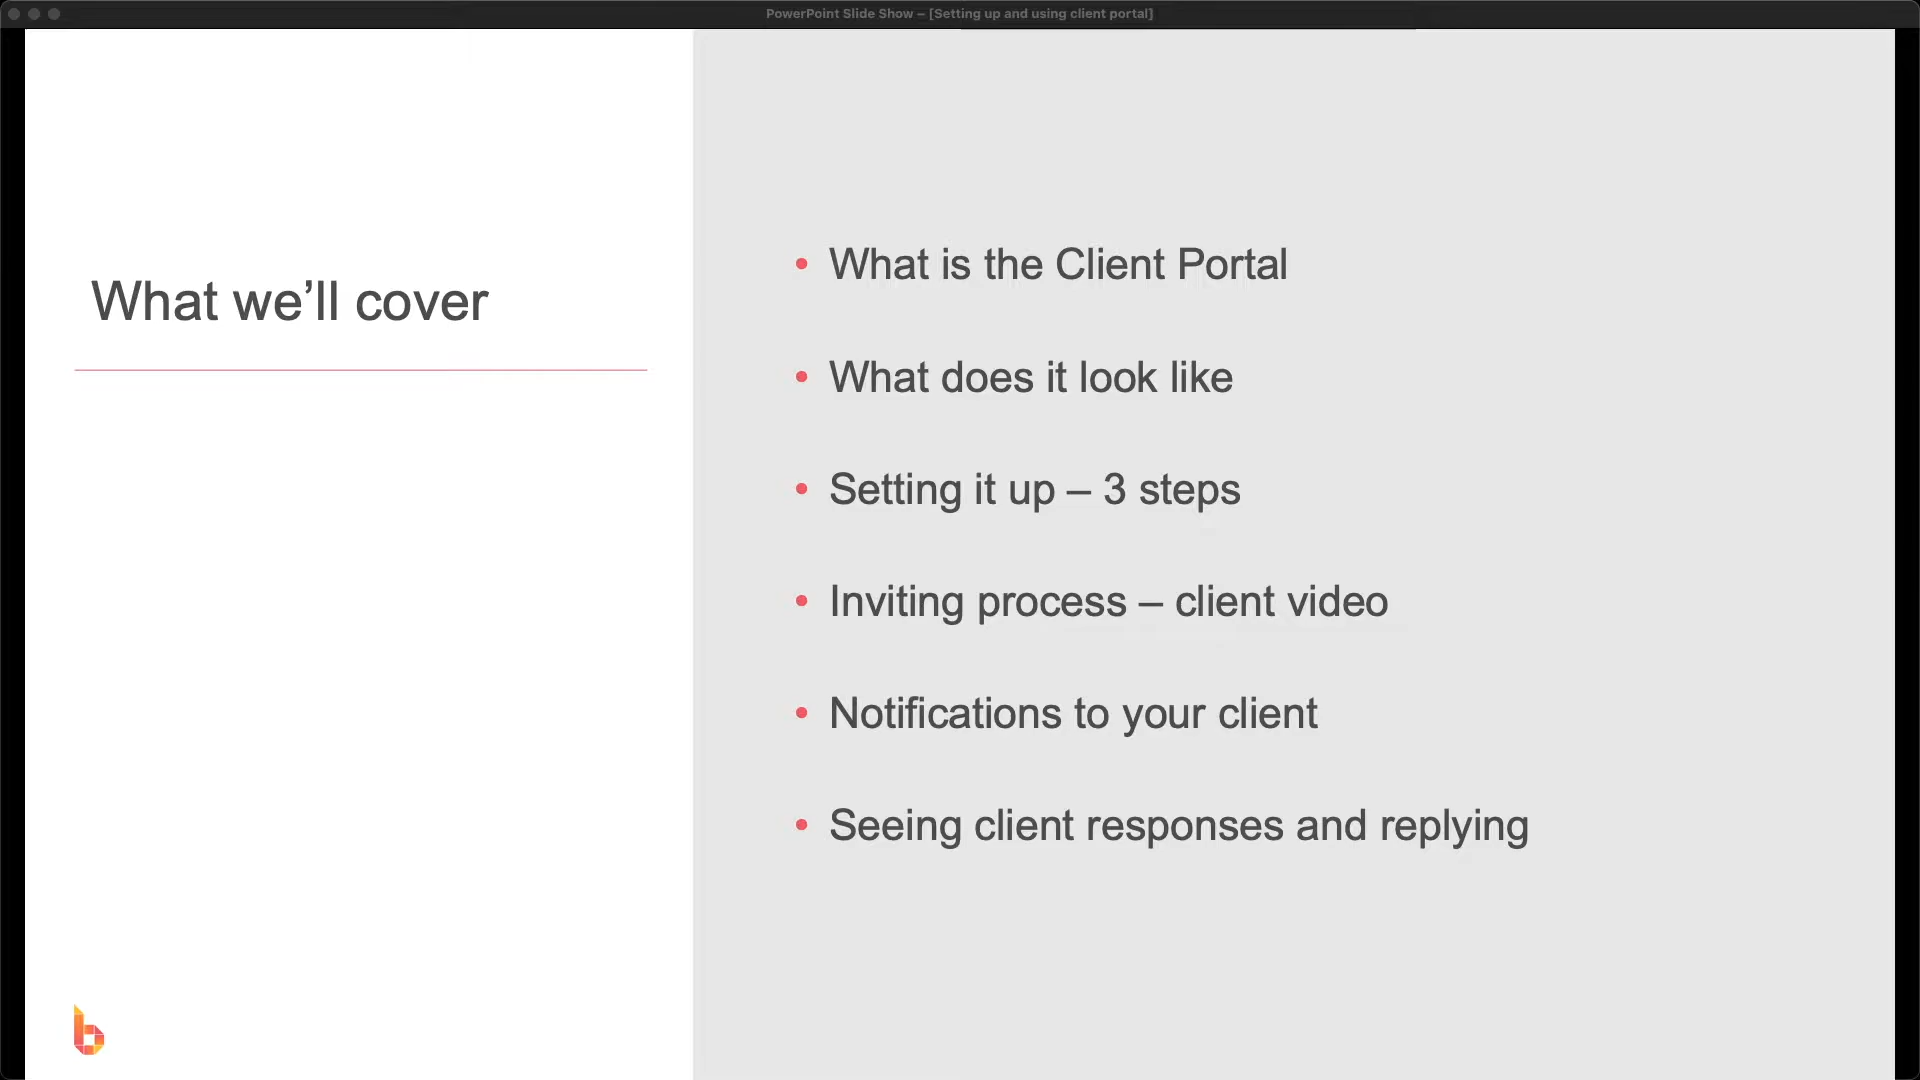 PowerPoint Slide Show – [Setting up and using client portal]
What we’ll cover
• What is the Client Portal
• What does it look like
• Setting it up – 3 steps
• Inviting process – client video
• Notifications to your client
• Seeing client responses and replying